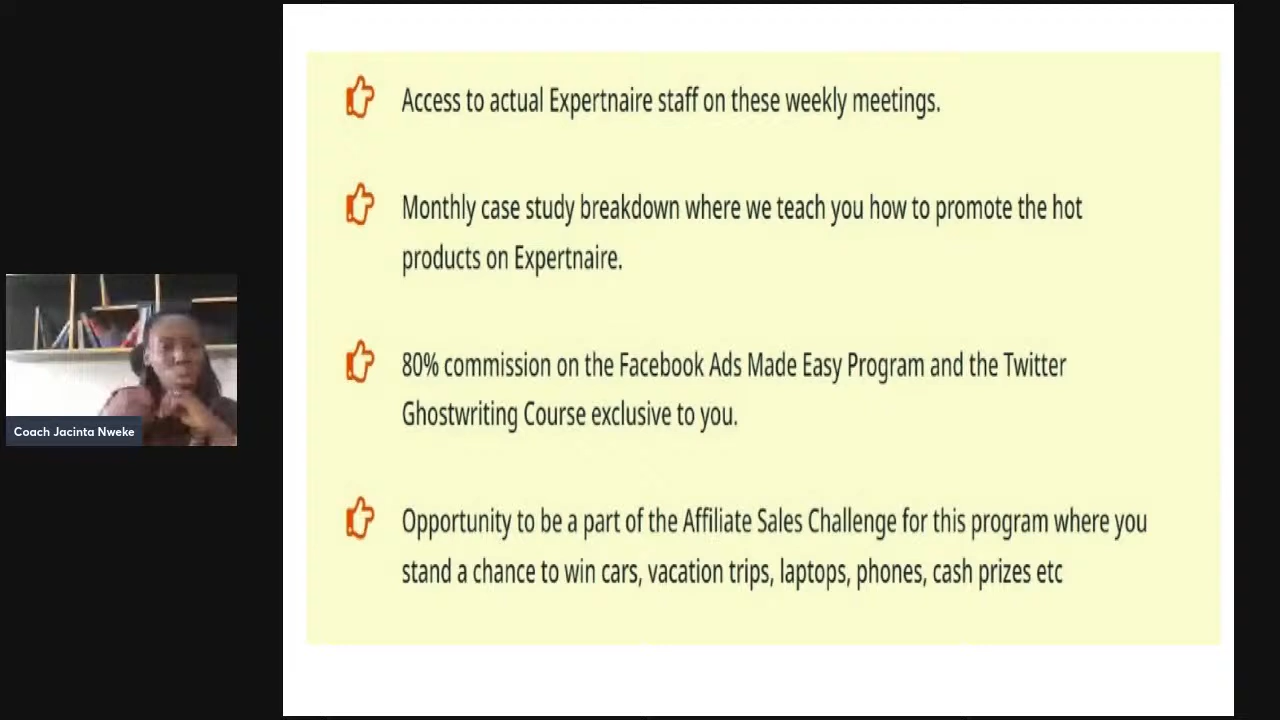 Access to actual Expertnaire staff on these weekly meetings.
Monthly case study breakdown where we teach you how to promote the hot
products on Expertnaire.
80% commission on the Facebook Ads Made Easy Program and the Twitter
Ghostwriting Course exclusive to you.
Opportunity to be a part of the Affiliate Sales Challenge for this program where you
stand a chance to win cars, vacation trips, laptops, phones, cash prizes etc
Coach Jacinta Nweke